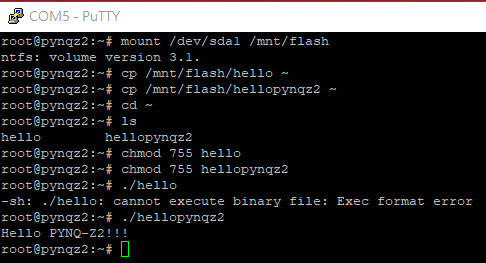 COM5 - PuTTY
root@pynqz2:~# mount /dev/sda1 /mnt/flash
ntfs: volume version 3.1.
root@pynqz2:~# cp /mnt/flash/hello ~
root@pynqz2:~# cp /mnt/flash/hellopynqz2 ~
root@pynqz2:~# cd ~
root@pynqz2:~# ls
hello        hellopynqz2
root@pynqz2:~# chmod 755 hello
root@pynqz2:~# chmod 755 hellopynqz2
root@pynqz2:~# ./hello
-sh: ./hello: cannot execute binary file: Exec format error
root@pynqz2:~# ./hellopynqz2
Hello PYNQ-Z2!!!
root@pynqz2:~#